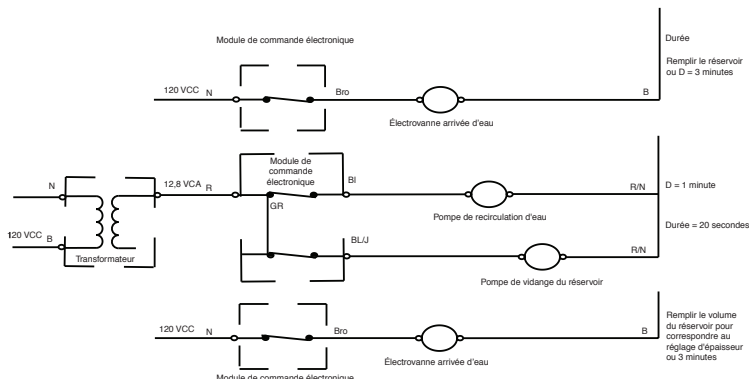 Module de commande électronique
Durée
Remplir le réservoir
ou D = 3 minutes
120 VCC N
Bro
B
Électrovanne arrivée d'eau
N
12,8 VCA R
Module de
commande
électronique
Bl
R/N
D = 1 minute
GR
Pompe de recirculation d'eau
Durée = 20 secondes
120 VCC B
Transformateur
BL/J
R/N
Pompe de vidange du réservoir
Remplir le volume
du réservoir pour
correspondre au
réglage d'épaisseur
ou 3 minutes
120 VCC N
Bro
B
Électrovanne arrivée d'eau
Module de commande électronique